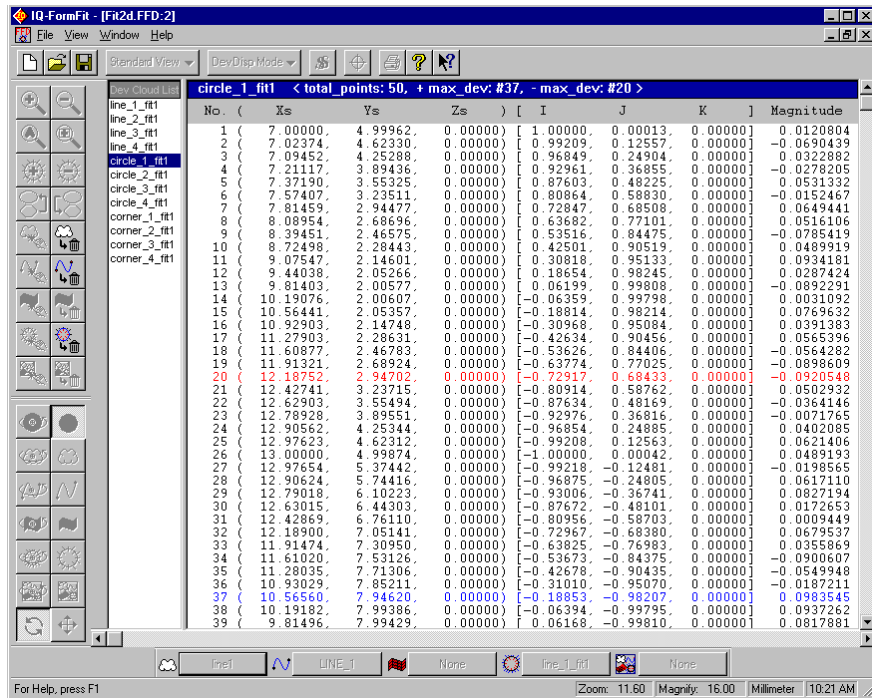 IQ-FormFit - [Fit2d.FFD:2]
File View Window Help
Standard View DevDispMode
Dev Cloud List
line_1_fit1
line_2_fit1
line_3_fit1
line_4_fit1
circle_1_fit1
circle_2_fit1
circle_3_fit1
circle_4_fit1
corner_1_fit1
corner_2_fit1
corner_3_fit1
corner_4_fit1
circle_1_fit1 < total_points: 50, + max_dev: #37, - max_dev: #20 >
No. ( Xs Ys Zs ) [ I J K ] Magnitude
1 ( 7.00000, 4.99962, 0.00000) [ 1.00000, 0.00013, 0.00000] 0.0120804
2 ( 7.02374, 4.62330, 0.00000) [ 0.99209, 0.12557, 0.00000] -0.0690439
3 ( 7.09452, 4.25288, 0.00000) [ 0.96849, 0.24904, 0.00000] 0.0322882
4 ( 7.21117, 3.89436, 0.00000) [ 0.92961, 0.36855, 0.00000] -0.0278205
5 ( 7.37190, 3.55325, 0.00000) [ 0.87603, 0.48225, 0.00000] 0.0531332
6 ( 7.57407, 3.23511, 0.00000) [ 0.80864, 0.58830, 0.00000] -0.0152467
7 ( 7.81459, 2.94477, 0.00000) [ 0.72847, 0.68508, 0.00000] 0.0649441
8 ( 8.08954, 2.68696, 0.00000) [ 0.63682, 0.77101, 0.00000] 0.0516106
9 ( 8.39451, 2.46575, 0.00000) [ 0.53516, 0.84475, 0.00000] -0.0785419
10 ( 8.72498, 2.28443, 0.00000) [ 0.42501, 0.90519, 0.00000] 0.0489919
11 ( 9.07547, 2.14601, 0.00000) [ 0.30818, 0.95133, 0.00000] 0.0934181
12 ( 9.44038, 2.05266, 0.00000) [ 0.18654, 0.98245, 0.00000] 0.0287424
13 ( 9.81403, 2.00577, 0.00000) [ 0.06199, 0.99808, 0.00000] -0.0892291
14 ( 10.19076, 2.00607, 0.00000) [-0.06359, 0.99798, 0.00000] 0.0031092
15 ( 10.56441, 2.05357, 0.00000) [-0.18814, 0.98214, 0.00000] 0.0769632
16 ( 10.92903, 2.14748, 0.00000) [-0.30968, 0.95084, 0.00000] 0.0391383
17 ( 11.27903, 2.28631, 0.00000) [-0.42634, 0.90456, 0.00000] 0.0565396
18 ( 11.60877, 2.46783, 0.00000) [-0.53626, 0.84406, 0.00000] -0.0564282
19 ( 11.91321, 2.68924, 0.00000) [-0.63774, 0.77025, 0.00000] -0.0898609
20 ( 12.18752, 2.94702, 0.00000) [-0.72917, 0.68433, 0.00000] -0.0920548
21 ( 12.42741, 3.23715, 0.00000) [-0.80914, 0.58762, 0.00000] 0.0502932
22 ( 12.62903, 3.55494, 0.00000) [-0.87634, 0.48169, 0.00000] -0.0364146
23 ( 12.78928, 3.89551, 0.00000) [-0.92976, 0.36816, 0.00000] -0.0071765
24 ( 12.90562, 4.25344, 0.00000) [-0.96854, 0.24885, 0.00000] 0.0402085
25 ( 12.97623, 4.62312, 0.00000) [-0.99208, 0.12563, 0.00000] 0.0621406
26 ( 13.00000, 4.99874, 0.00000) [-1.00000, 0.00042, 0.00000] 0.0489193
27 ( 12.97654, 5.37442, 0.00000) [-0.99218, -0.12481, 0.00000] -0.0198565
28 ( 12.90624, 5.74416, 0.00000) [-0.96875, -0.24805, 0.00000] 0.0617110
29 ( 12.79018, 6.10223, 0.00000) [-0.93006, -0.36741, 0.00000] 0.0827194
30 ( 12.63015, 6.44303, 0.00000) [-0.87672, -0.48101, 0.00000] 0.0172653
31 ( 12.42869, 6.76110, 0.00000) [-0.80956, -0.58703, 0.00000] 0.0009449
32 ( 12.18900, 7.05141, 0.00000) [-0.72967, -0.68380, 0.00000] 0.0679537
33 ( 11.91474, 7.30950, 0.00000) [-0.63825, -0.76983, 0.00000] 0.0355869
34 ( 11.61020, 7.53126, 0.00000) [-0.53673, -0.84375, 0.00000] -0.0900607
35 ( 11.28035, 7.71306, 0.00000) [-0.42678, -0.90435, 0.00000] -0.0549948
36 ( 10.93029, 7.85211, 0.00000) [-0.31010, -0.95070, 0.00000] -0.0187211
37 ( 10.56560, 7.94620, 0.00000) [-0.18853, -0.98207, 0.00000] 0.0983545
38 ( 10.19182, 7.99386, 0.00000) [-0.06394, -0.99795, 0.00000] 0.0937262
39 ( 9.81496, 7.99429, 0.00000) [ 0.06168, -0.99810, 0.00000] 0.0817881
line1 LINE_1 None line_1_fit1 None
For Help, press F1 Zoom: 11.60 Magnify: 16.00 Millimeter 10:21 AM